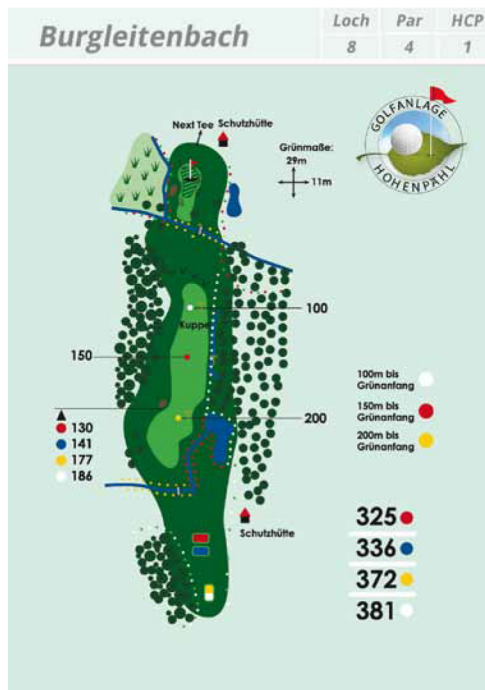 Burgleitenbach
Loch Par HCP
8 4 1
GOLFANLAGE
HOHENPÄHL
Next Tee
Schutzhütte
Grünmaße:
29m
11m
100
Kuppe
150
200
130
141
177
186
100m bis
Grünanfang
150m bis
Grünanfang
200m bis
Grünanfang
Schutzhütte
325
336
372
381